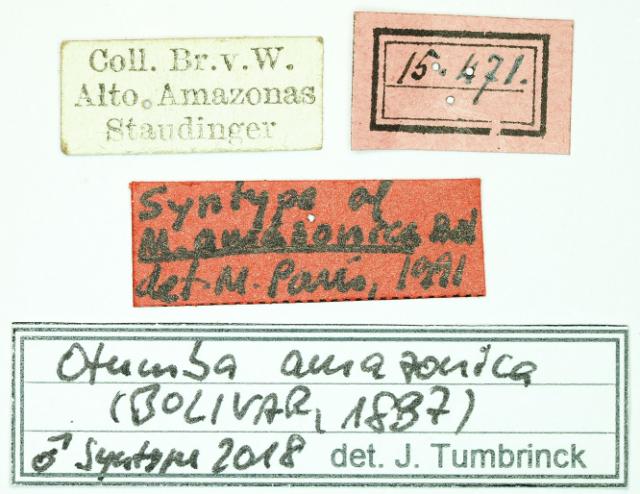 Coll. Br. v. W.
Alto. Amazonas
Staudinger
15.471.
Syntype of
M. amazonica Bol
det. M. Paris, 1991
Otumba amazonica
(BOLIVAR, 1887)
♂ Syntype 2018 det. J. Tumbrinck